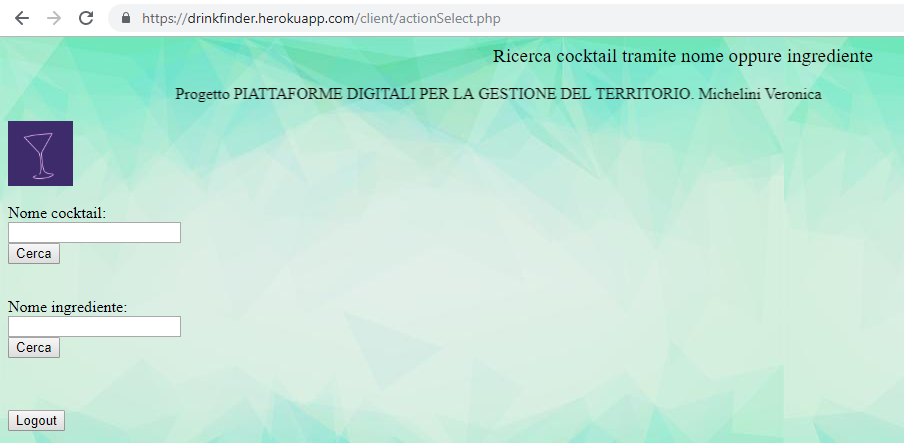 https://drinkfinder.herokuapp.com/client/actionSelect.php
Ricerca cocktail tramite nome oppure ingrediente
Progetto PIATTAFORME DIGITALI PER LA GESTIONE DEL TERRITORIO. Michelini Veronica
Nome cocktail:
Cerca
Nome ingrediente:
Cerca
Logout